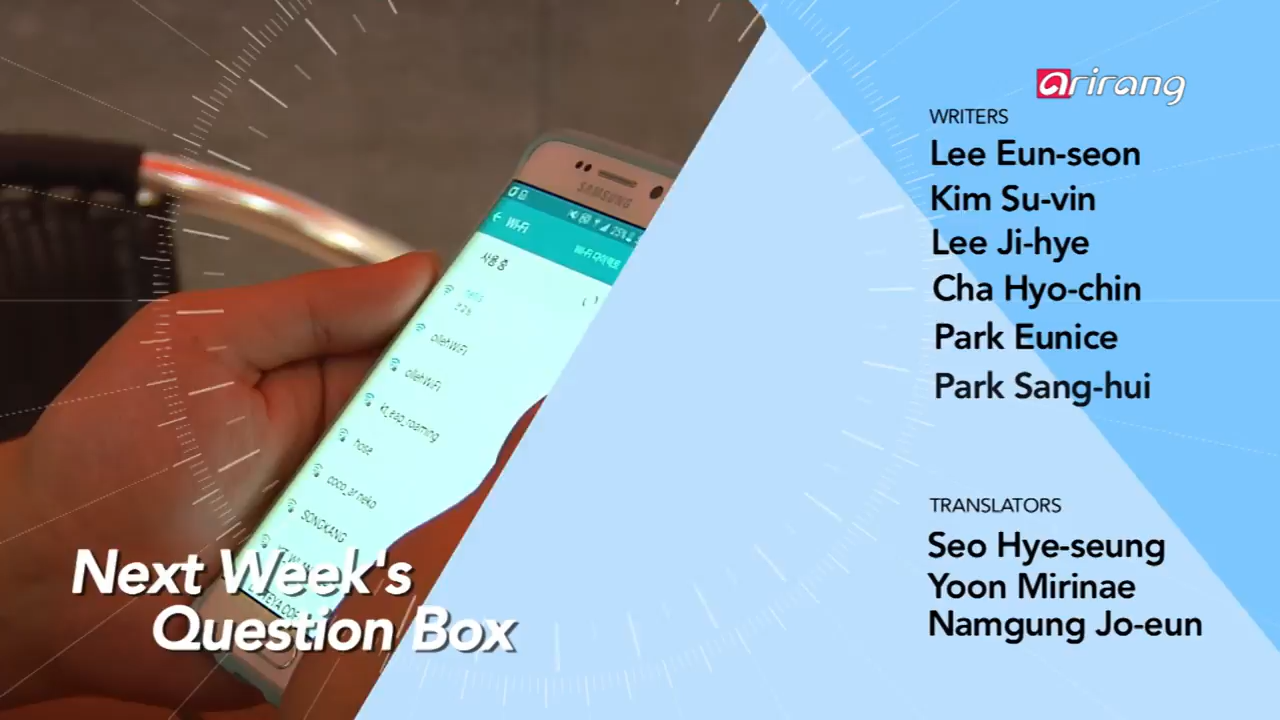 arirang
WRITERS
Lee Eun-seon
Kim Su-vin
Lee Ji-hye
Cha Hyo-chin
Park Eunice
Park Sang-hui
TRANSLATORS
Seo Hye-seung
Yoon Mirinae
Namgung Jo-eun
Next Week's
Question Box
SAMSUNG
Wi-Fi
사용 중
ollehWiFi
ollehWiFi
kt_eap_roaming
hose
SONGKANG